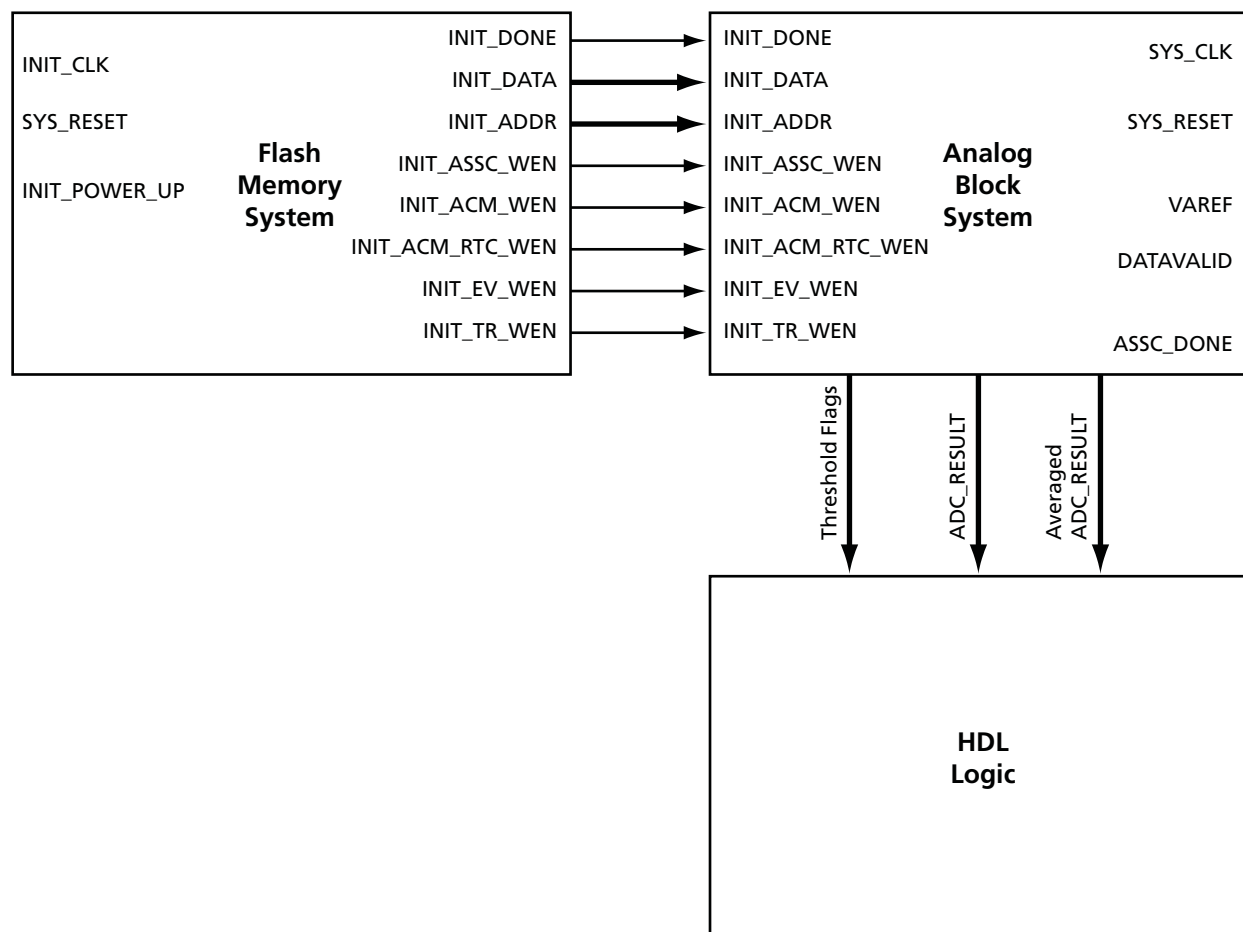 INIT_CLK
SYS_RESET
INIT_POWER_UP
Flash
Memory
System
INIT_DONE
INIT_DATA
INIT_ADDR
INIT_ASSC_WEN
INIT_ACM_WEN
INIT_ACM_RTC_WEN
INIT_EV_WEN
INIT_TR_WEN
INIT_DONE
INIT_DATA
INIT_ADDR
INIT_ASSC_WEN
INIT_ACM_WEN
INIT_ACM_RTC_WEN
INIT_EV_WEN
INIT_TR_WEN
Analog
Block
System
SYS_CLK
SYS_RESET
VAREF
DATAVALID
ASSC_DONE
Threshold Flags
ADC_RESULT
Averaged
ADC_RESULT
HDL
Logic